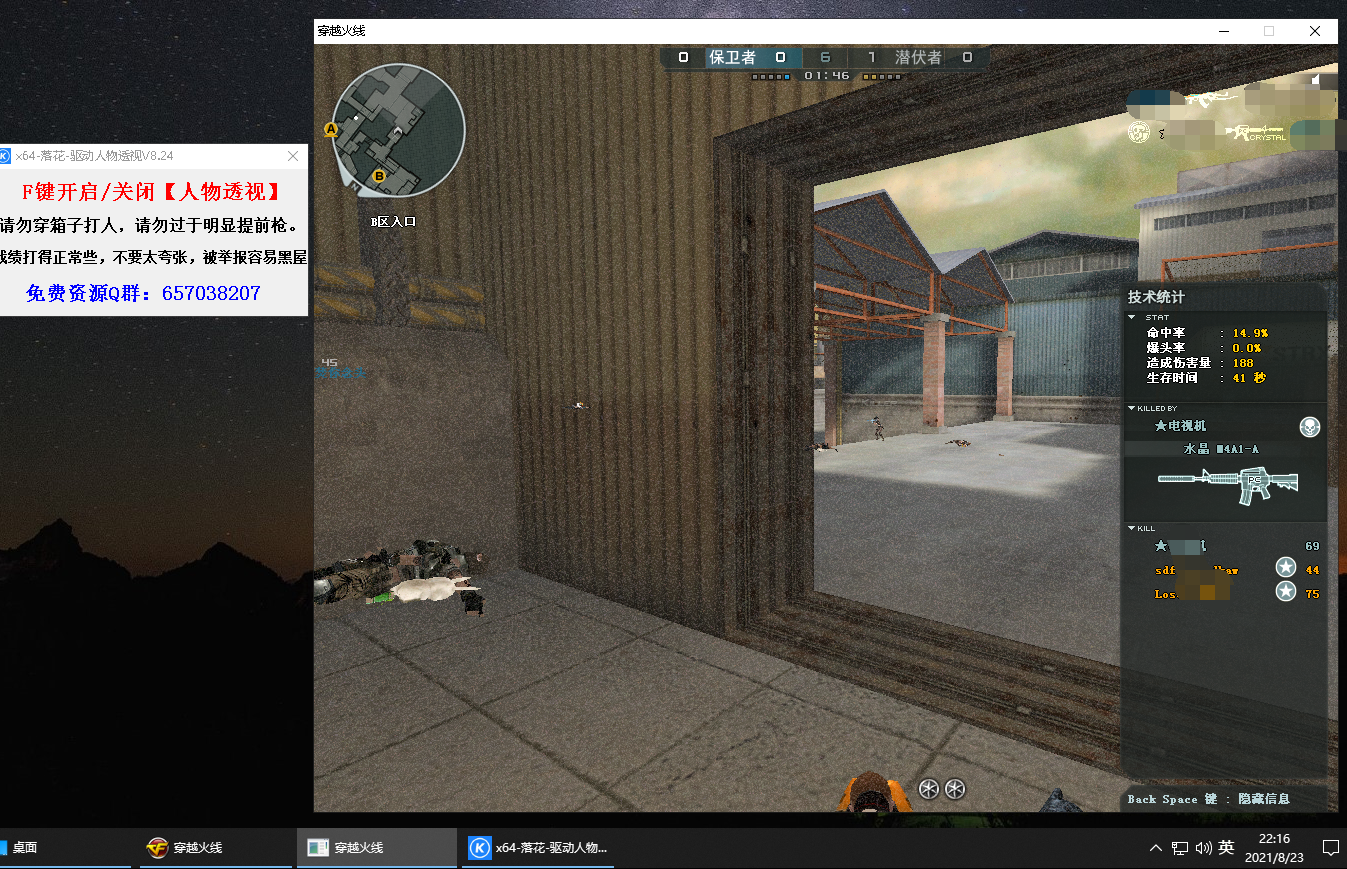 穿越火线
0 保卫者 0 6 1 潜伏者 0
01:46
CRYSTAL
A
B
N
B区入口
x64-落花-驱动人物透视V8.24
F键开启/关闭【人物透视】
请勿穿箱子打人，请勿过于明显提前枪。
战绩打得正常些，不要太夸张，被举报容易黑屋
免费资源Q群：657038207
45
技术统计
STAT
命中率 : 14.9%
爆头率 : 0.0%
造成伤害量 : 188
生存时间 : 41 秒
KILLED BY
★电视机
水晶 M4A1-A
KILL
★ 69
sdf 44
Los 75
Back Space 键 : 隐藏信息
桌面
穿越火线
穿越火线
x64-落花-驱动人物...
英
22:16
2021/8/23